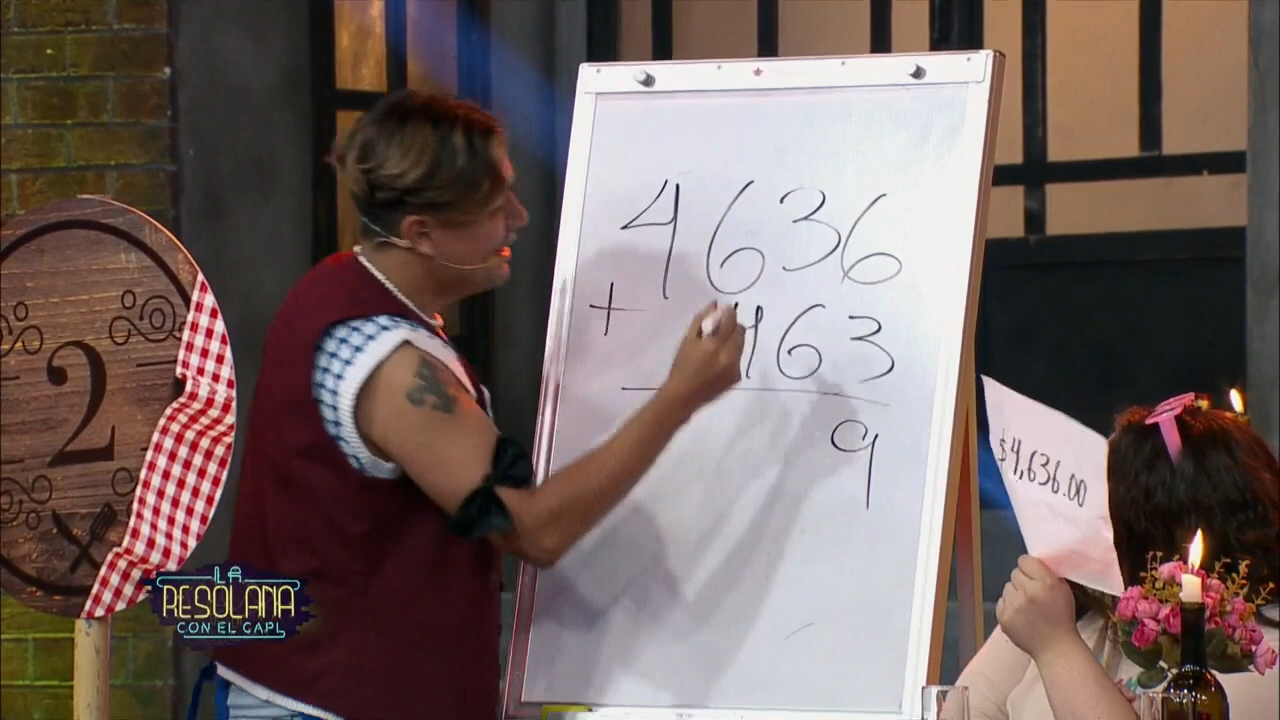 4636
+ 463
9
$4,636.00
2
LA
RESOLANA
CON EL CAPI